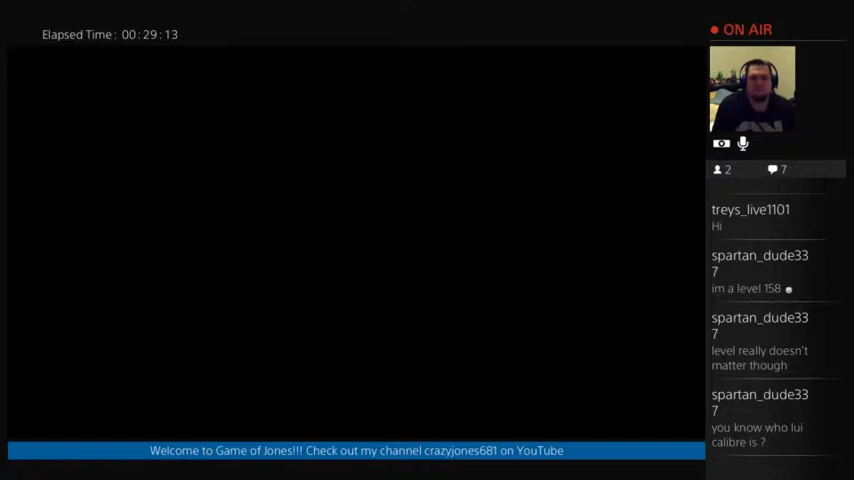 Elapsed Time: 00:29:13
ON AIR
2 7
treys_live1101
Hi
spartan_dude33
7
im a level 158
spartan_dude33
7
level really doesn't
matter though
spartan_dude33
7
you know who lui
calibre is ?
Welcome to Game of Jones!!! Check out my channel crazyjones681 on YouTube